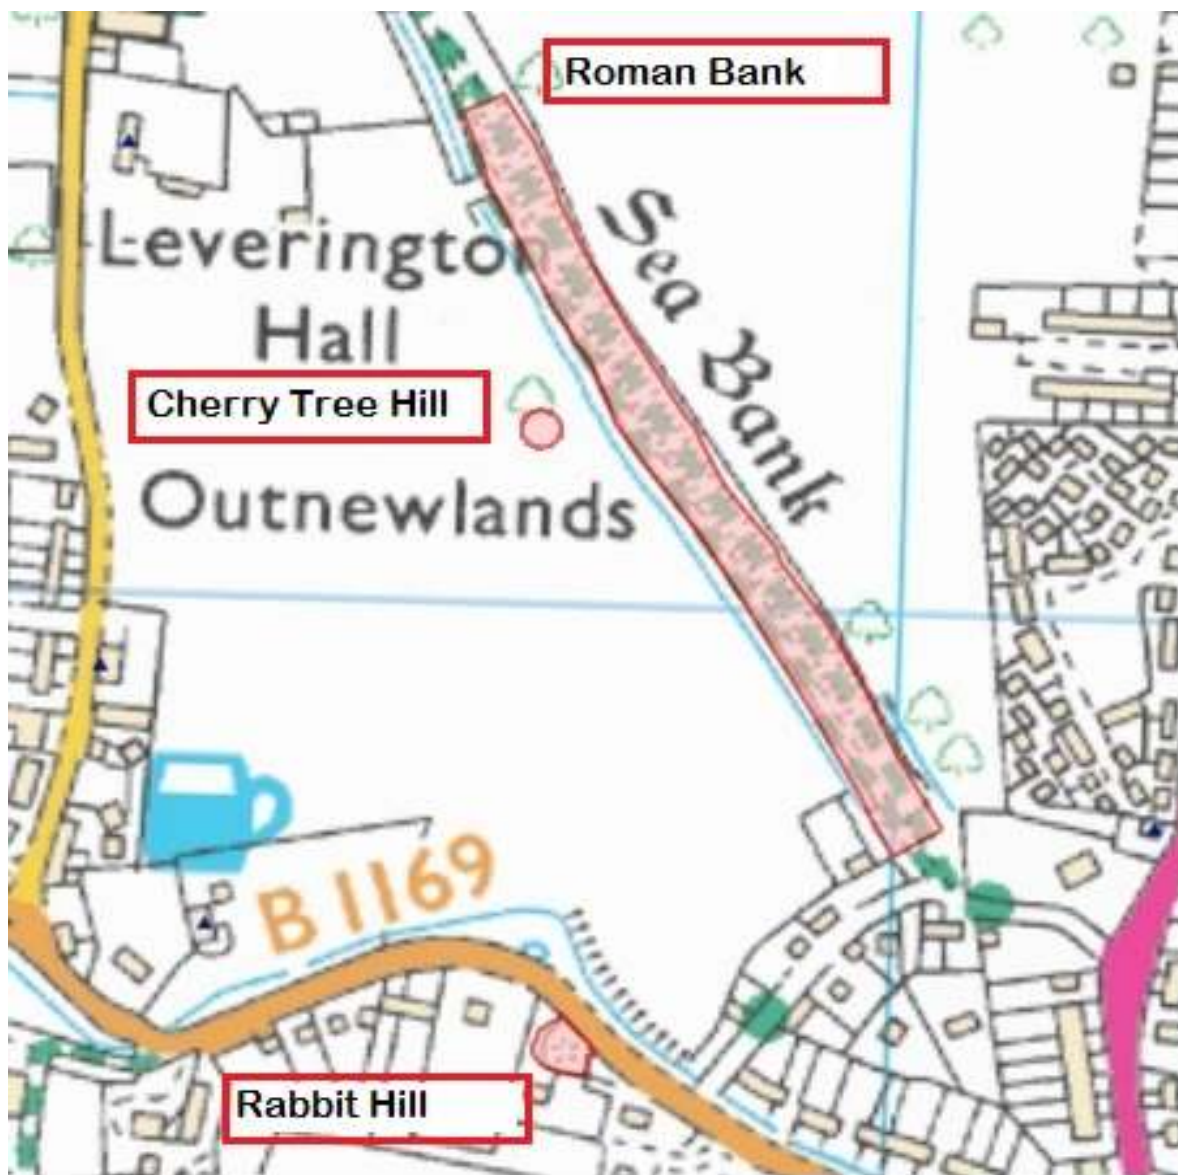 Roman Bank
Sea Bank
Leverington
Hall
Cherry Tree Hill
Outnewlands
B 1169
Rabbit Hill